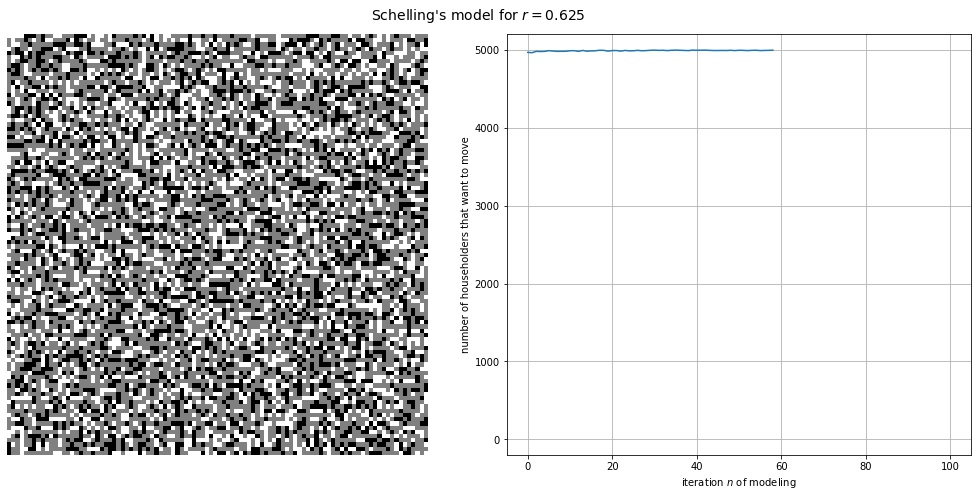 Schelling's model for r = 0.625
number of householders that want to move
5000
4000
3000
2000
1000
0
0 20 40 60 80 100
iteration n of modeling